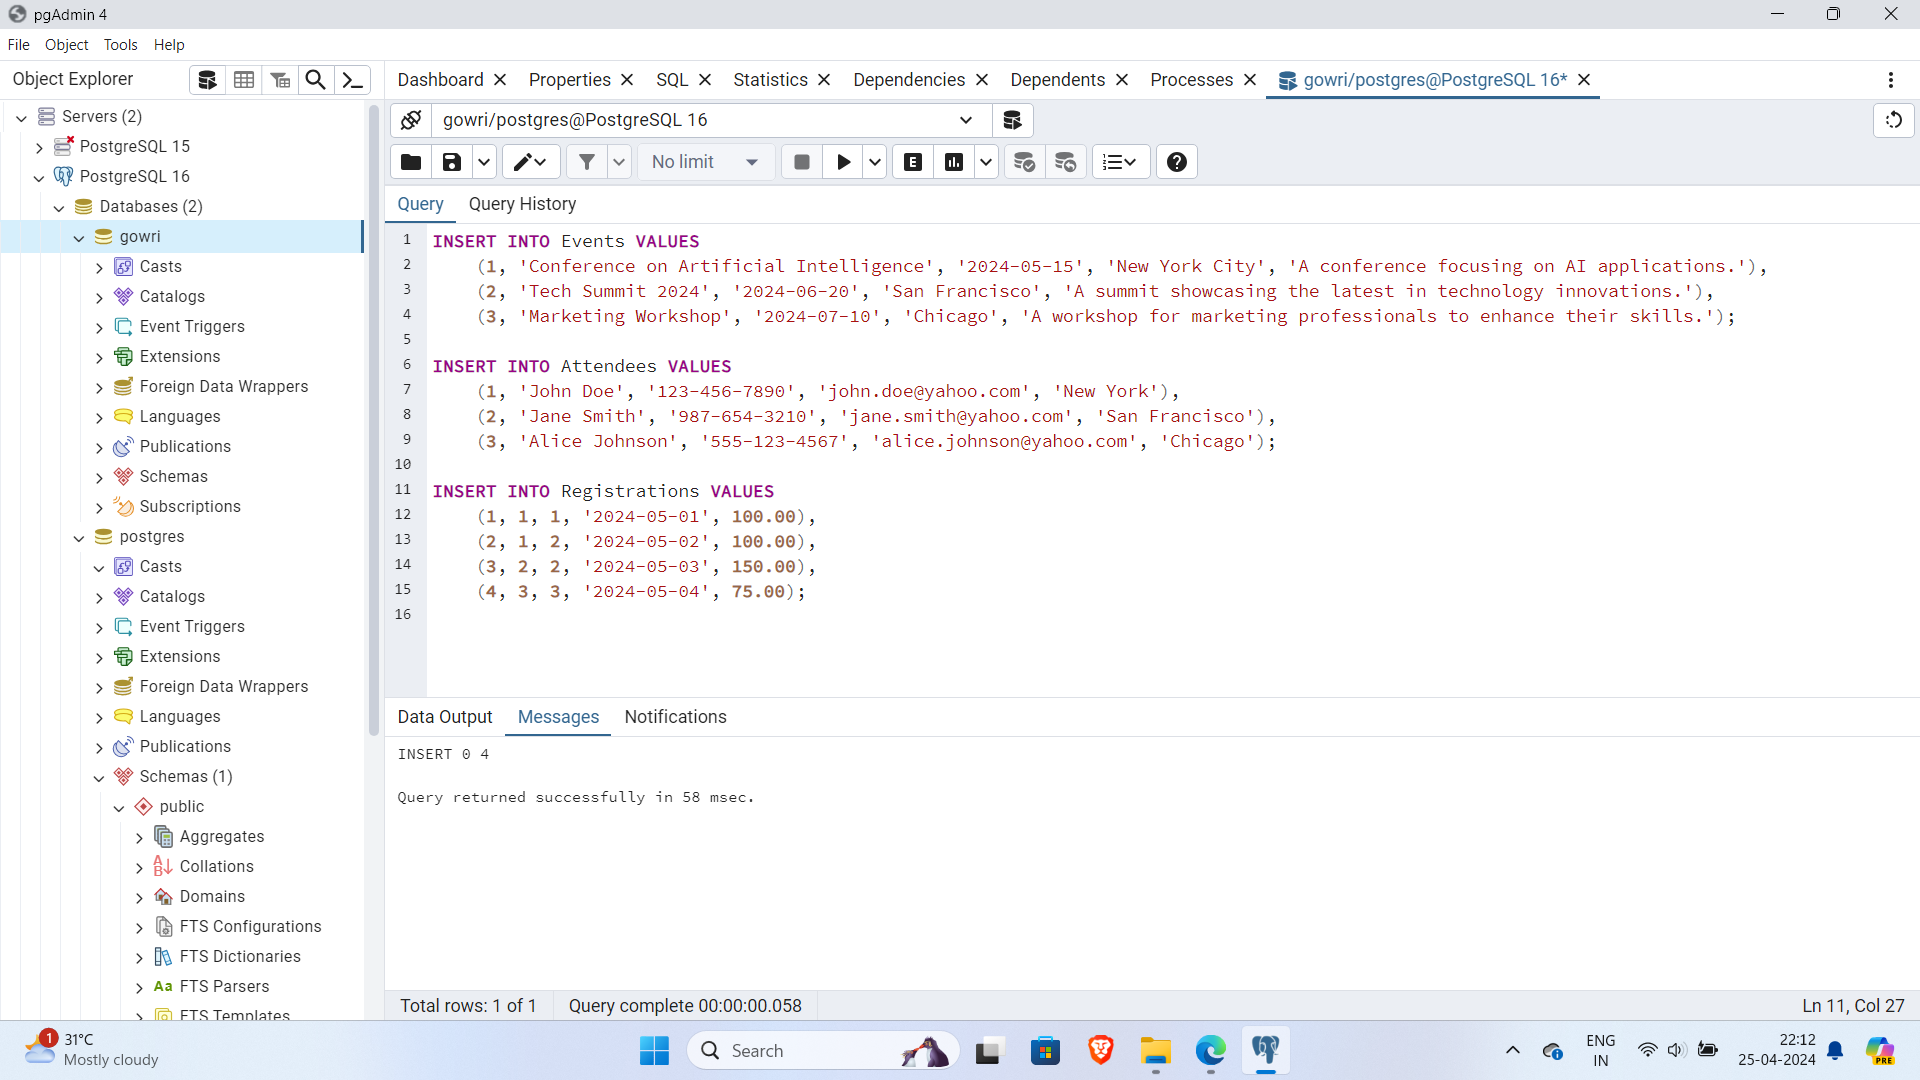 pgAdmin 4
File Object Tools Help
Object Explorer
Dashboard Properties SQL Statistics Dependencies Dependents Processes gowri/postgres@PostgreSQL 16*
Servers (2)
PostgreSQL 15
PostgreSQL 16
Databases (2)
gowri
Casts
Catalogs
Event Triggers
Extensions
Foreign Data Wrappers
Languages
Publications
Schemas
Subscriptions
postgres
Casts
Catalogs
Event Triggers
Extensions
Foreign Data Wrappers
Languages
Publications
Schemas (1)
public
Aggregates
Collations
Domains
FTS Configurations
FTS Dictionaries
Aa FTS Parsers
FTS Templates
gowri/postgres@PostgreSQL 16
No limit
E
Query Query History
1 INSERT INTO Events VALUES
2 (1, 'Conference on Artificial Intelligence', '2024-05-15', 'New York City', 'A conference focusing on AI applications.'),
3 (2, 'Tech Summit 2024', '2024-06-20', 'San Francisco', 'A summit showcasing the latest in technology innovations.'),
4 (3, 'Marketing Workshop', '2024-07-10', 'Chicago', 'A workshop for marketing professionals to enhance their skills.');
5
6 INSERT INTO Attendees VALUES
7 (1, 'John Doe', '123-456-7890', 'john.doe@yahoo.com', 'New York'),
8 (2, 'Jane Smith', '987-654-3210', 'jane.smith@yahoo.com', 'San Francisco'),
9 (3, 'Alice Johnson', '555-123-4567', 'alice.johnson@yahoo.com', 'Chicago');
10
11 INSERT INTO Registrations VALUES
12 (1, 1, 1, '2024-05-01', 100.00),
13 (2, 1, 2, '2024-05-02', 100.00),
14 (3, 2, 2, '2024-05-03', 150.00),
15 (4, 3, 3, '2024-05-04', 75.00);
16
Data Output Messages Notifications
INSERT 0 4
Query returned successfully in 58 msec.
Total rows: 1 of 1 Query complete 00:00:00.058 Ln 11, Col 27
1
31°C
Mostly cloudy
Search
ENG
IN
22:12
25-04-2024
PRE